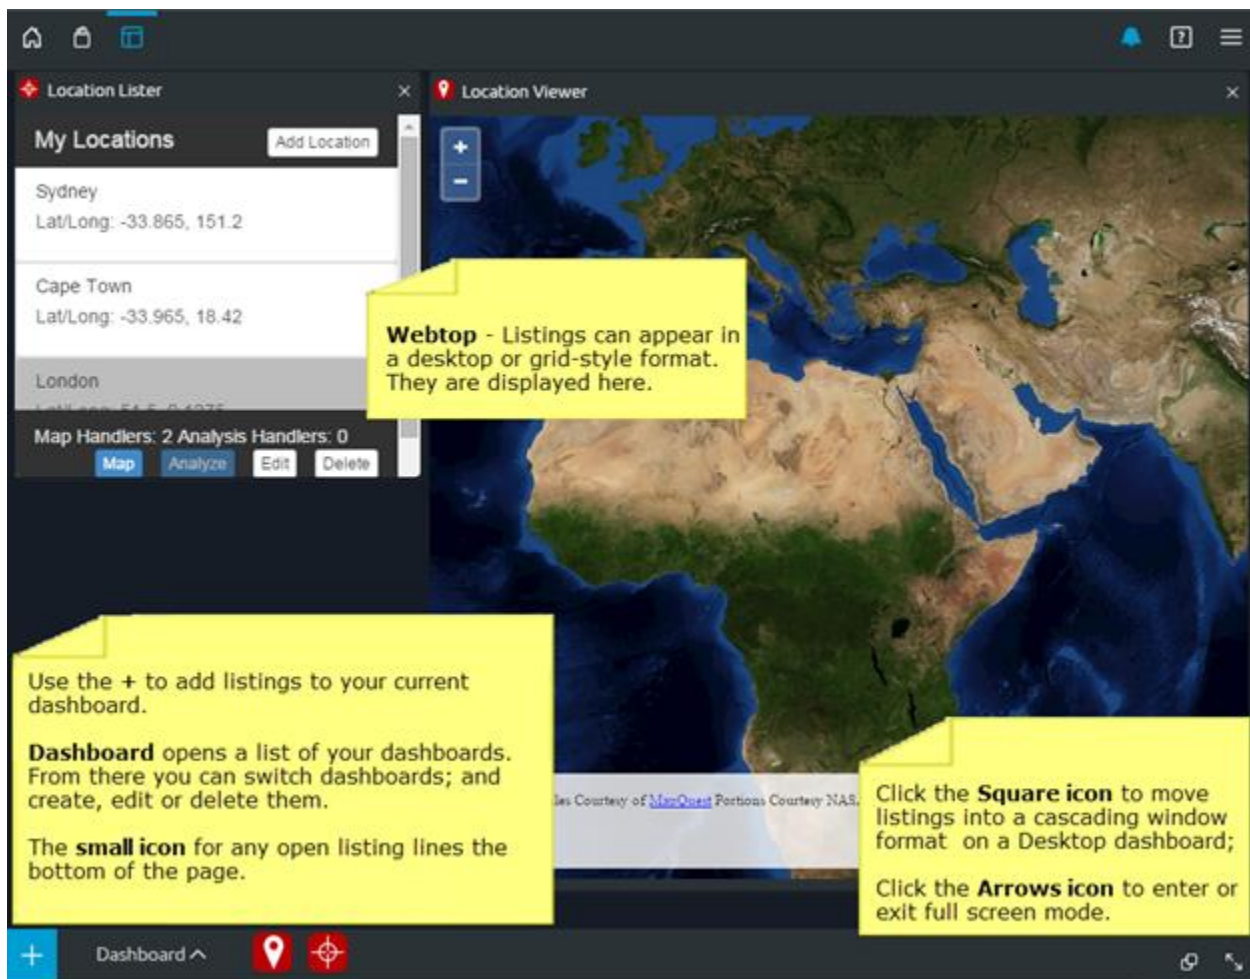 Location Lister
Location Viewer
My Locations
Add Location
Sydney
Lat/Long: -33.865, 151.2
Cape Town
Lat/Long: -33.965, 18.42
London
Map Handlers: 2 Analysis Handlers: 0
Map
Analyze
Edit
Delete
Webtop - Listings can appear in
a desktop or grid-style format.
They are displayed here.
Use the + to add listings to your current
dashboard.
Dashboard opens a list of your dashboards.
From there you can switch dashboards; and
create, edit or delete them.
The small icon for any open listing lines the
bottom of the page.
Courtesy of MapQuest Portions Courtesy NAS
Click the Square icon to move
listings into a cascading window
format on a Desktop dashboard;
Click the Arrows icon to enter or
exit full screen mode.
Dashboard